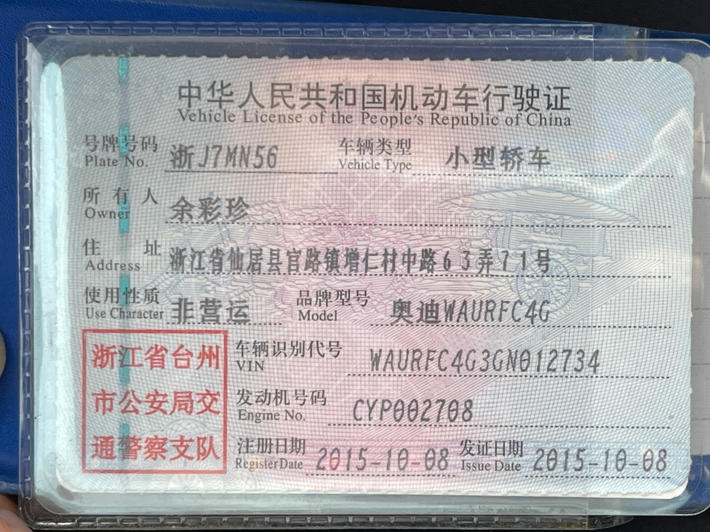 中华人民共和国机动车行驶证
Vehicle License of the People's Republic of China
号牌号码 浙J7MN56 车辆类型 小型轿车
Plate No. Vehicle Type
所有人 余彩珍
Owner
住址 浙江省仙居县官路镇增仁村中路63弄71号
Address
使用性质 非营运 品牌型号 奥迪WAURFC4G
Use Character Model
浙江省台州
市公安局交
通警察支队
车辆识别代号 WAURFC4G3GN012734
VIN
发动机号码 CYP002708
Engine No.
注册日期 2015-10-08 发证日期 2015-10-08
Register Date Issue Date